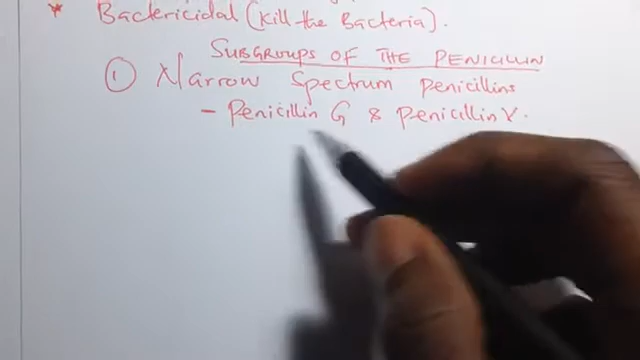 * Bactericidal (Kill the Bacteria).
SUBGROUPS OF THE PENICILLIN
① Narrow Spectrum penicillins
- Penicillin G & Penicillin V.